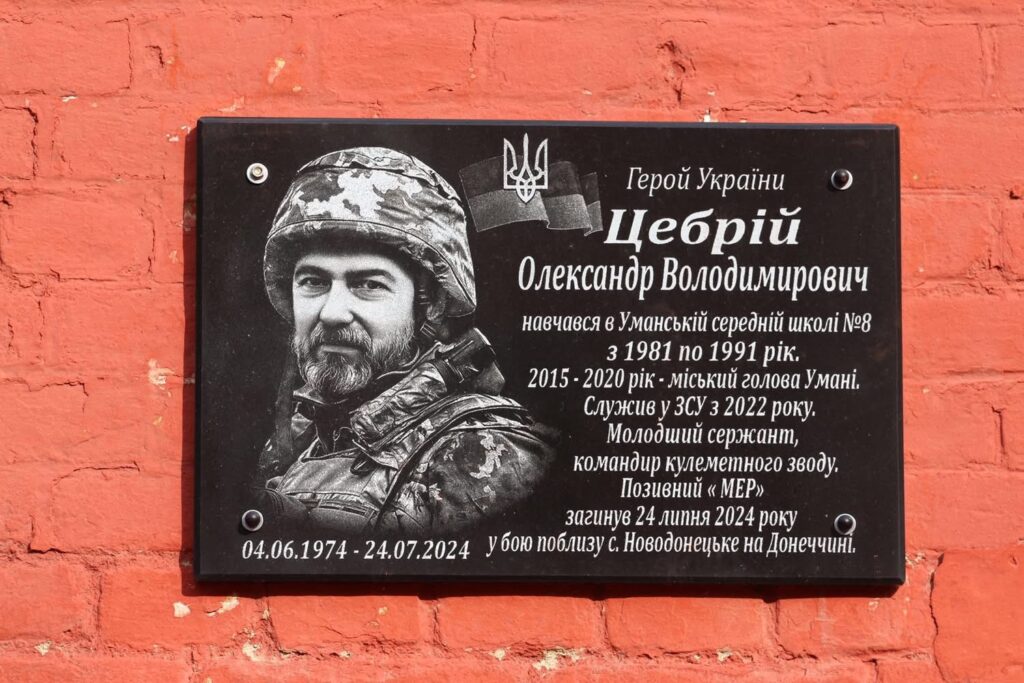 Герой України
Цебрій
Олександр Володимирович
навчався в Уманській середній школі №8
з 1981 по 1991 рік.
2015 - 2020 рік - міський голова Умані.
Служив у ЗСУ з 2022 року.
Молодший сержант,
командир кулеметного зводу.
Позивний « МЕР»
загинув 24 липня 2024 року
у бою поблизу с. Новодонецьке на Донеччині.
04.06.1974 - 24.07.2024